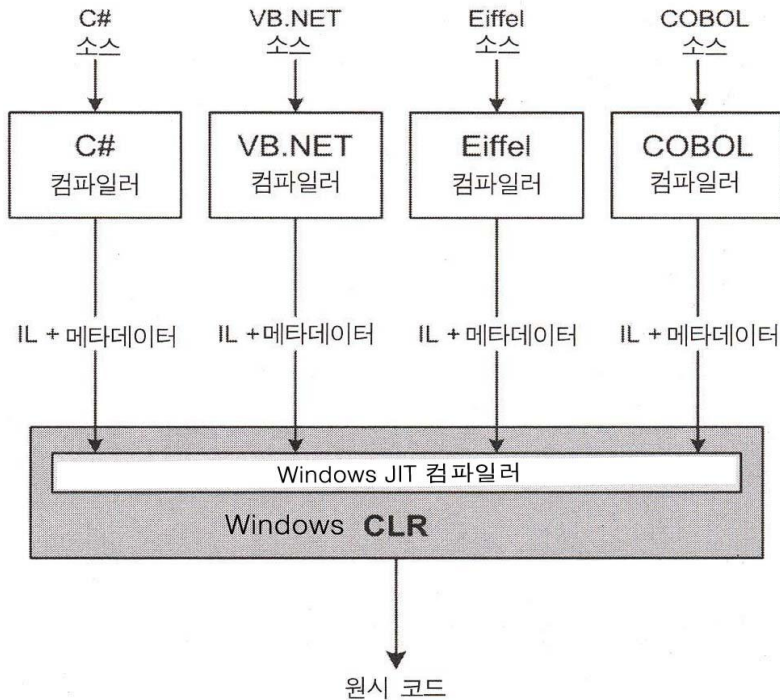 C#
소스
VB.NET
소스
Eiffel
소스
COBOL
소스
C#
컴파일러
VB.NET
컴파일러
Eiffel
컴파일러
COBOL
컴파일러
IL + 메타데이터
IL + 메타데이터
IL + 메타데이터
IL + 메타데이터
Windows JIT 컴파일러
Windows CLR
원시 코드